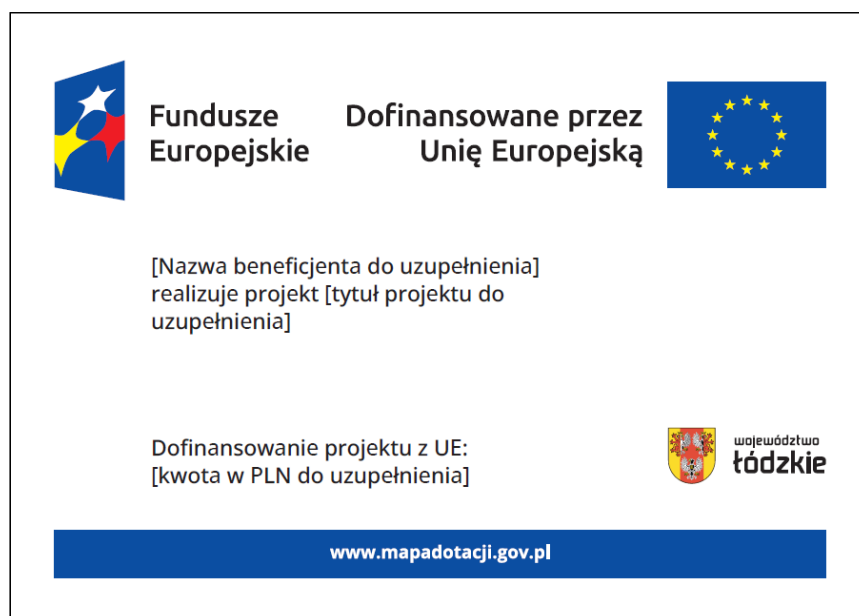 Fundusze
Europejskie
Dofinansowane przez
Unię Europejską
[Nazwa beneficjenta do uzupełnienia]
realizuje projekt [tytuł projektu do
uzupełnienia]
Dofinansowanie projektu z UE:
[kwota w PLN do uzupełnienia]
województwo
łódzkie
www.mapadotacji.gov.pl